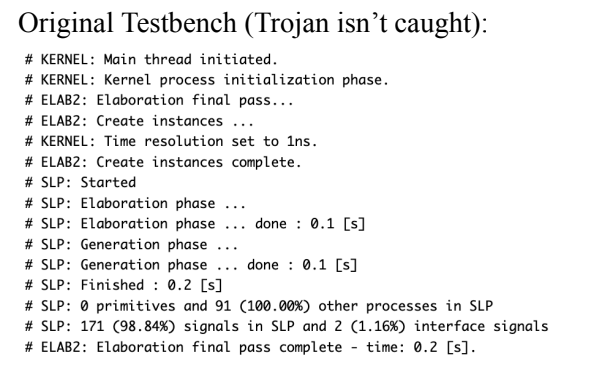 Original Testbench (Trojan isn’t caught):
# KERNEL: Main thread initiated.
# KERNEL: Kernel process initialization phase.
# ELAB2: Elaboration final pass...
# ELAB2: Create instances ...
# KERNEL: Time resolution set to 1ns.
# ELAB2: Create instances complete.
# SLP: Started
# SLP: Elaboration phase ...
# SLP: Elaboration phase ... done : 0.1 [s]
# SLP: Generation phase ...
# SLP: Generation phase ... done : 0.1 [s]
# SLP: Finished : 0.2 [s]
# SLP: 0 primitives and 91 (100.00%) other processes in SLP
# SLP: 171 (98.84%) signals in SLP and 2 (1.16%) interface signals
# ELAB2: Elaboration final pass complete - time: 0.2 [s].